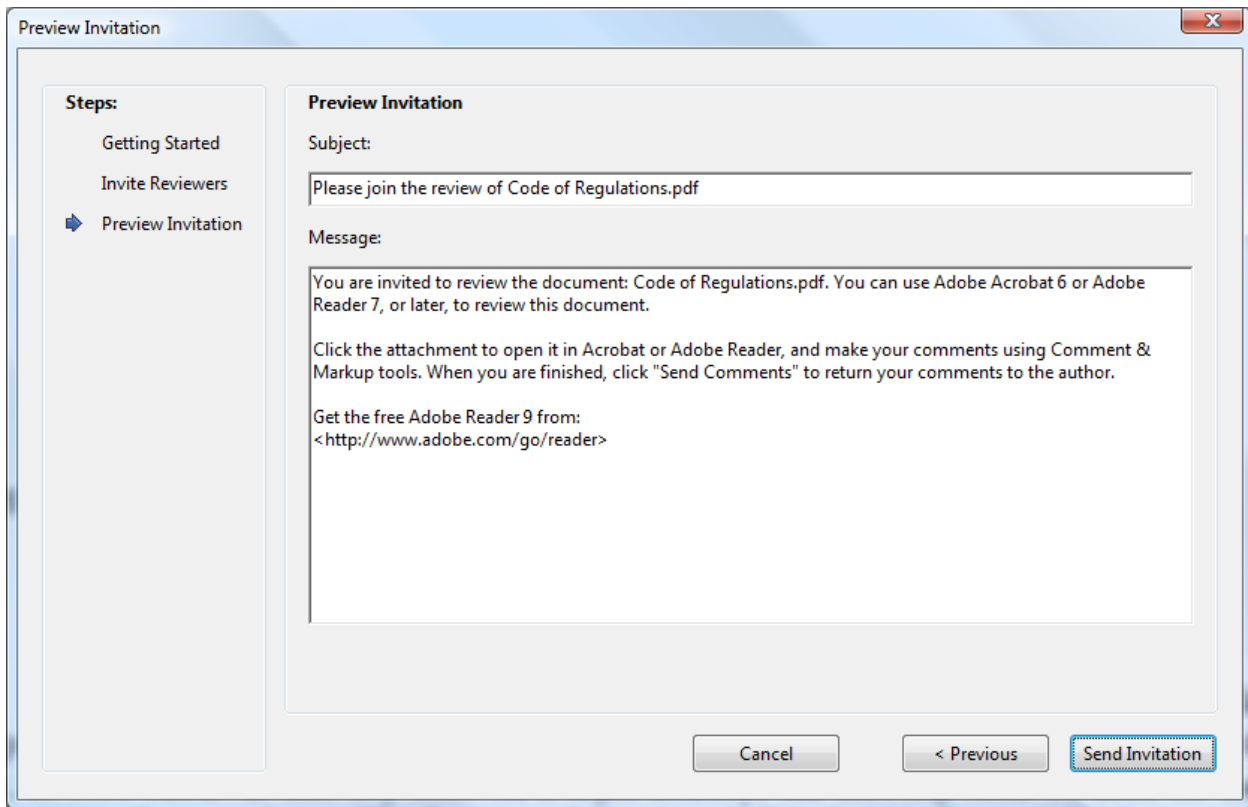 Preview Invitation
Steps:
Getting Started
Invite Reviewers
Preview Invitation
Preview Invitation
Subject:
Please join the review of Code of Regulations.pdf
Message:
You are invited to review the document: Code of Regulations.pdf. You can use Adobe Acrobat 6 or Adobe
Reader 7, or later, to review this document.
Click the attachment to open it in Acrobat or Adobe Reader, and make your comments using Comment &
Markup tools. When you are finished, click "Send Comments" to return your comments to the author.
Get the free Adobe Reader 9 from:
<http://www.adobe.com/go/reader>
Cancel
< Previous
Send Invitation